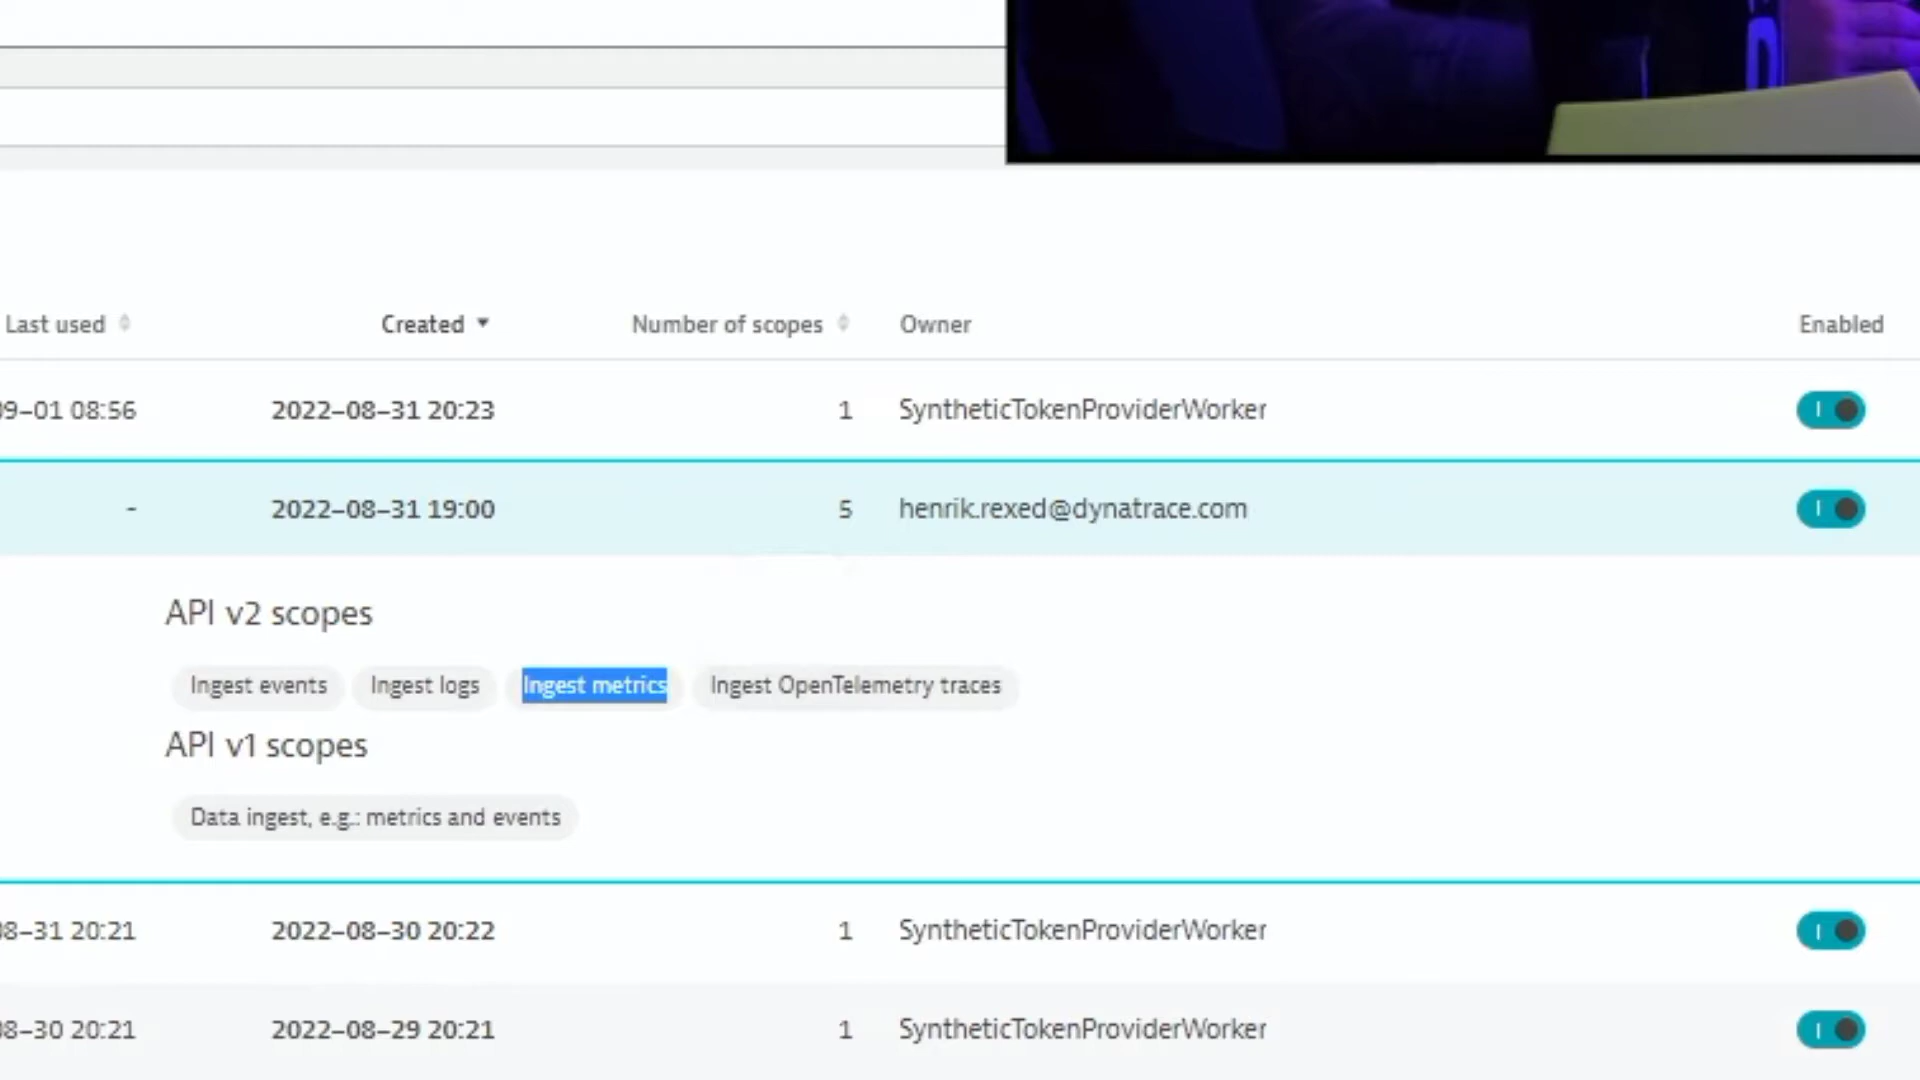 Last used Created Number of scopes Owner Enabled
09-01 08:56 2022-08-31 20:23 1 SyntheticTokenProviderWorker
- 2022-08-31 19:00 5 henrik.rexed@dynatrace.com
API v2 scopes
Ingest events Ingest logs Ingest metrics Ingest OpenTelemetry traces
API v1 scopes
Data ingest, e.g.: metrics and events
08-31 20:21 2022-08-30 20:22 1 SyntheticTokenProviderWorker
08-30 20:21 2022-08-29 20:21 1 SyntheticTokenProviderWorker